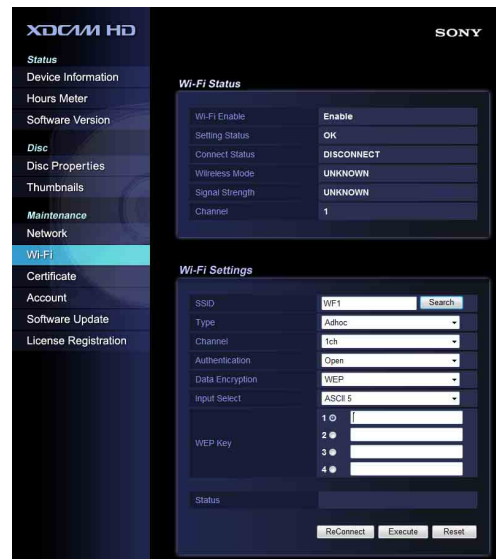 XDCAM HD
SONY
Status
Device Information
Hours Meter
Software Version
Disc
Disc Properties
Thumbnails
Maintenance
Network
Wi-Fi
Certificate
Account
Software Update
License Registration
Wi-Fi Status
Wi-Fi Enable Enable
Setting Status OK
Connect Status DISCONNECT
Wilreless Mode UNKNOWN
Signal Strength UNKNOWN
Channel 1
Wi-Fi Settings
SSID WF1 Search
Type Adhoc
Channel 1ch
Authentication Open
Data Encryption WEP
Input Select ASCII 5
WEP Key
1
2
3
4
Status
ReConnect Execute Reset